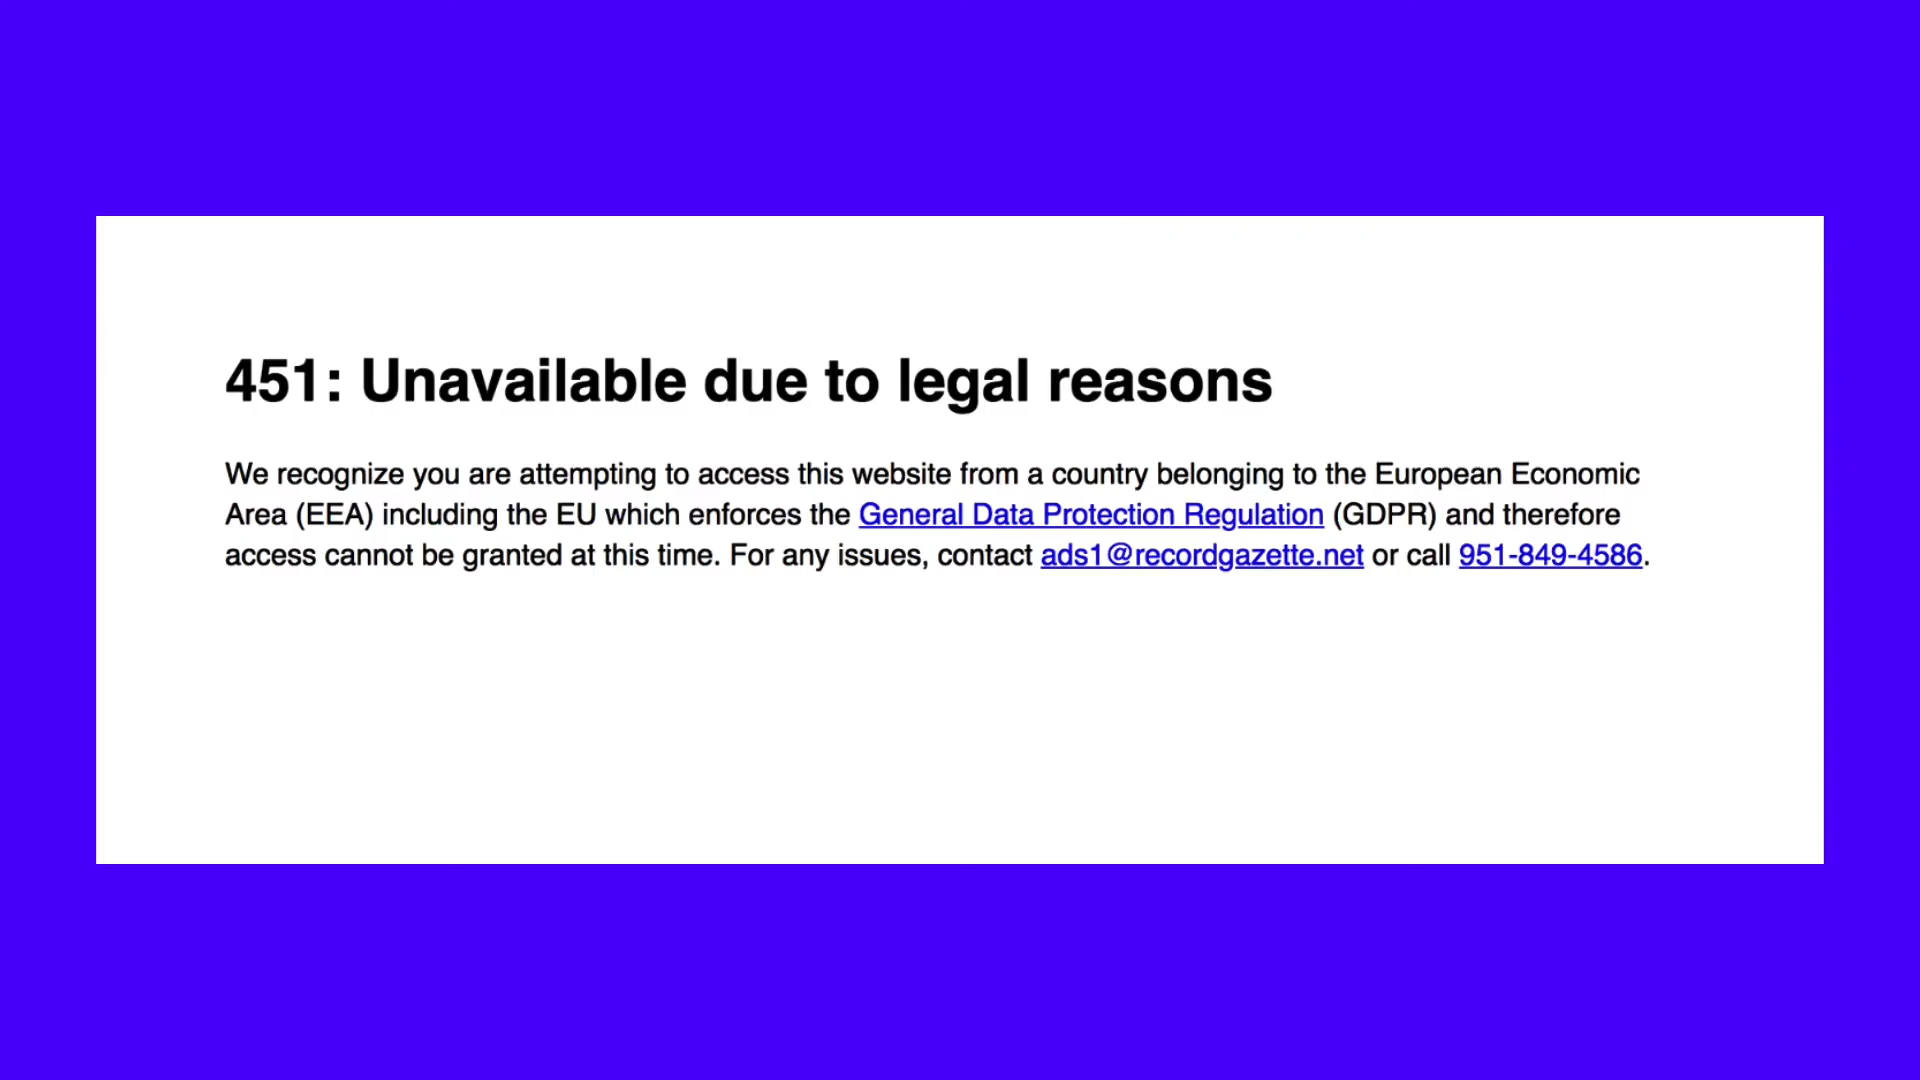 451: Unavailable due to legal reasons
We recognize you are attempting to access this website from a country belonging to the European Economic
Area (EEA) including the EU which enforces the General Data Protection Regulation (GDPR) and therefore
access cannot be granted at this time. For any issues, contact ads1@recordgazette.net or call 951-849-4586.